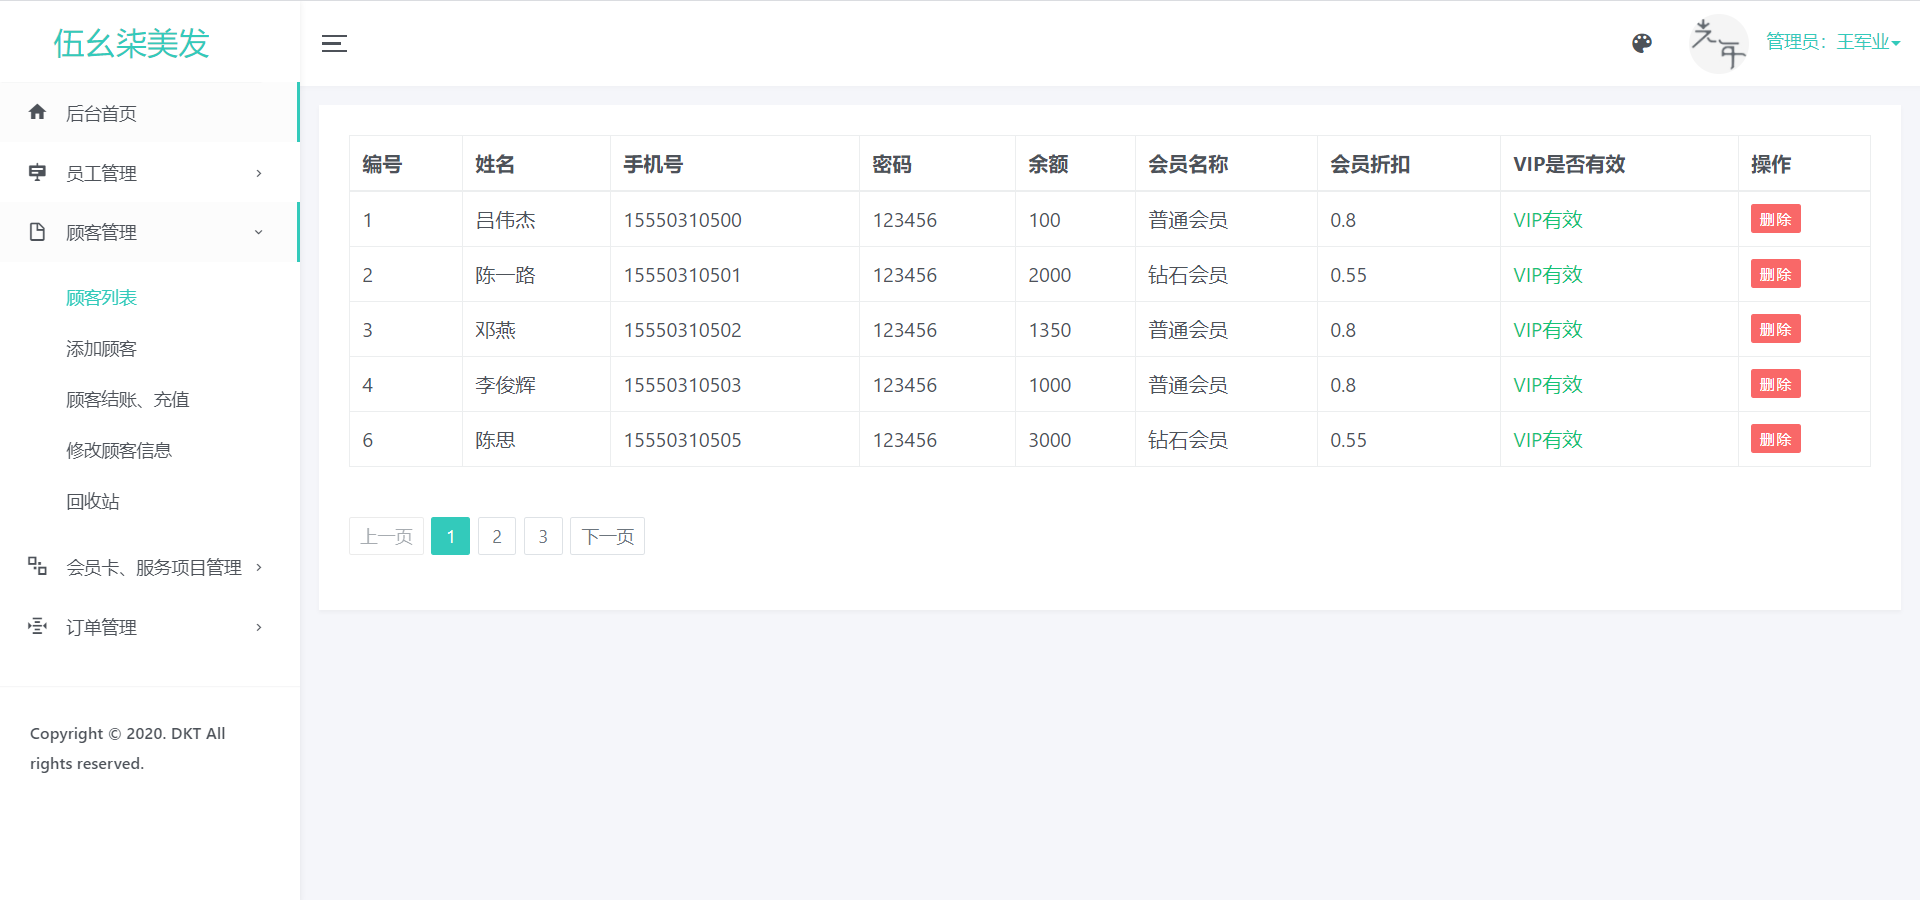 伍幺柒美发
管理员：王军业
后台首页
员工管理
顾客管理
顾客列表
添加顾客
顾客结账、充值
修改顾客信息
回收站
会员卡、服务项目管理
订单管理
Copyright © 2020. DKT All
rights reserved.
编号 姓名 手机号 密码 余额 会员名称 会员折扣 VIP是否有效 操作
1 吕伟杰 15550310500 123456 100 普通会员 0.8 VIP有效 删除
2 陈一路 15550310501 123456 2000 钻石会员 0.55 VIP有效 删除
3 邓燕 15550310502 123456 1350 普通会员 0.8 VIP有效 删除
4 李俊辉 15550310503 123456 1000 普通会员 0.8 VIP有效 删除
6 陈思 15550310505 123456 3000 钻石会员 0.55 VIP有效 删除
上一页 1 2 3 下一页